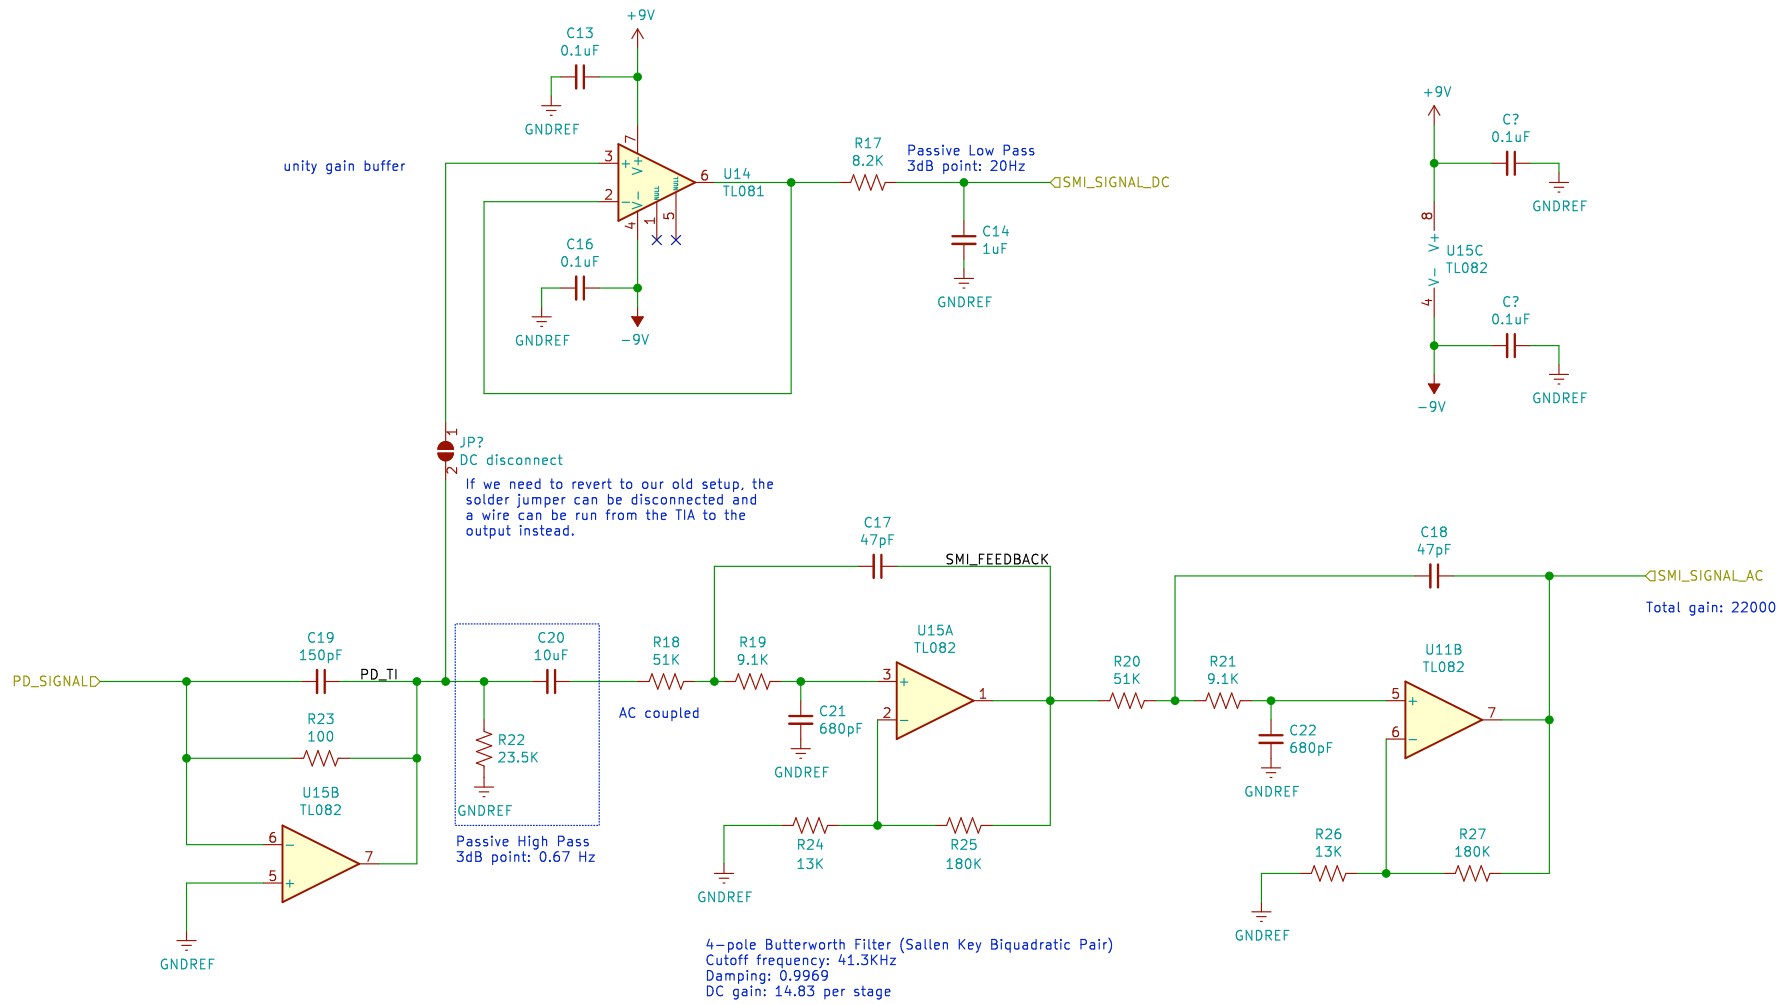 +9V
C13
0.1uF
GNDREF
unity gain buffer
3
2
7
4
6
1
5
+
-
V+
V-
NULL
NULL
U14
TL081
R17
8.2K
Passive Low Pass
3dB point: 20Hz
SMI_SIGNAL_DC
C14
1uF
GNDREF
C16
0.1uF
GNDREF
-9V
+9V
C?
0.1uF
GNDREF
8
V+
V-
4
U15C
TL082
C?
0.1uF
GNDREF
-9V
1
2
JP?
DC disconnect
If we need to revert to our old setup, the
solder jumper can be disconnected and
a wire can be run from the TIA to the
output instead.
C17
47pF
SMI_FEEDBACK
C18
47pF
SMI_SIGNAL_AC
Total gain: 22000
PD_SIGNAL
C19
150pF
PD_TI
R23
100
U15B
TL082
6
5
7
-
+
GNDREF
C20
10uF
R22
23.5K
GNDREF
Passive High Pass
3dB point: 0.67 Hz
AC coupled
R18
51K
R19
9.1K
C21
680pF
GNDREF
U15A
TL082
3
2
1
+
-
R24
13K
R25
180K
GNDREF
R20
51K
R21
9.1K
C22
680pF
GNDREF
U11B
TL082
5
6
7
+
-
R26
13K
R27
180K
GNDREF
4-pole Butterworth Filter (Sallen Key Biquadratic Pair)
Cutoff frequency: 41.3KHz
Damping: 0.9969
DC gain: 14.83 per stage